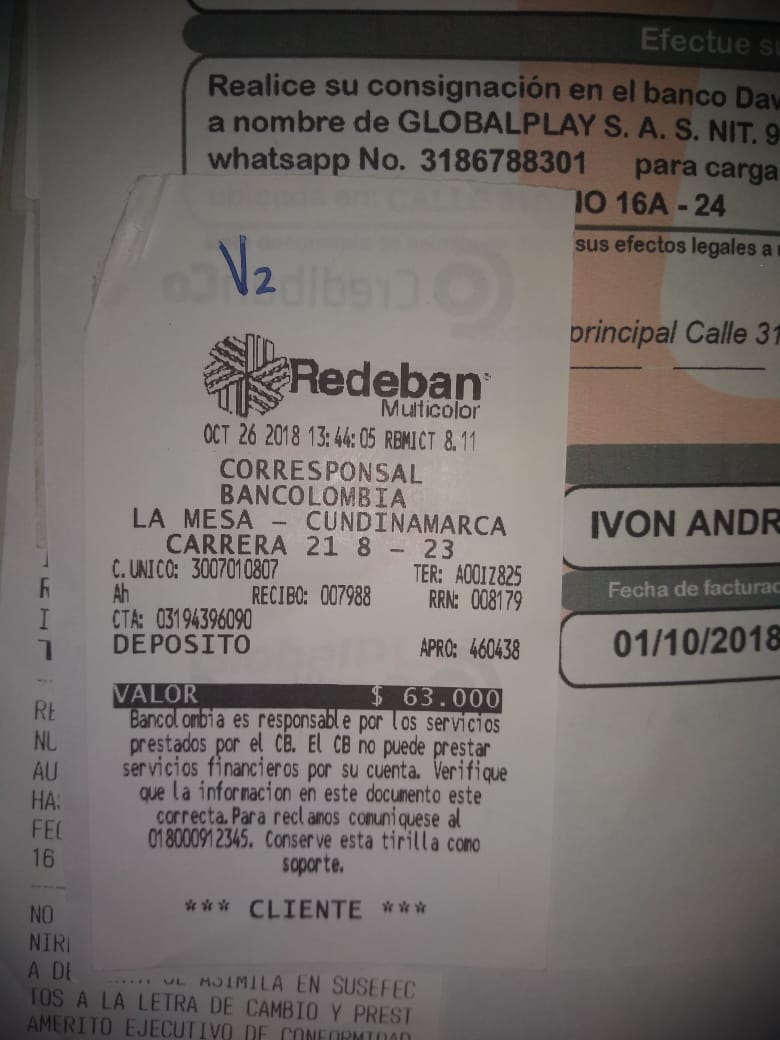 Efectue
Realice su consignación en el banco Dav
a nombre de GLOBALPLAY S. A. S. NIT. 9
whatsapp No. 3186788301 para carga
IO 16A - 24
sus efectos legales a
principal Calle 31
V2
Redeban
Multicolor
OCT 26 2018 13:44:05 RBMICT 8.11
CORRESPONSAL
BANCOLOMBIA
LA MESA - CUNDINAMARCA
CARRERA 21 8 - 23
C. UNICO: 3007010807 TER: A00IZ825
Ah RECIBO: 007988 RRN: 008179
CTA: 03194396090
DEPOSITO APRO: 460438
VALOR $ 63.000
Bancolombia es responsable por los servicios
prestados por el CB. El CB no puede prestar
servicios financieros por su cuenta. Verifique
que la informacion en este documento este
correcta. Para reclamos comuniquese al
018000912345. Conserve esta tirilla como
soporte.
*** CLIENTE ***
IVON ANDR
Fecha de facturac
01/10/2018
RE
NU
AU
HA:
FEC
16
NO
NIRI
A DE
ASIMILA EN SUSEFEC
TOS A LA LETRA DE CAMBIO Y PREST
AMERITO EJECUTIVO DE CONFORMIDAD